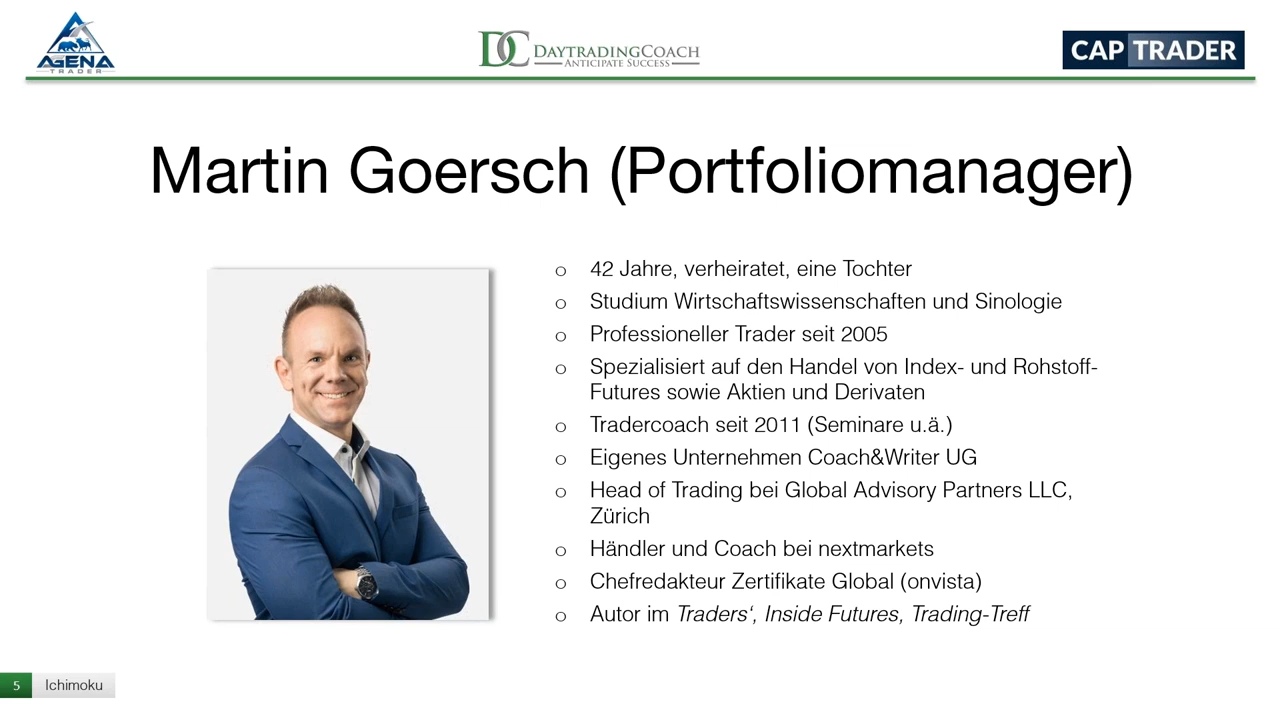 AGENA
TRADER
DC DAYTRADINGCOACH
ANTICIPATE SUCCESS
CAP TRADER
Martin Goersch (Portfoliomanager)
o 42 Jahre, verheiratet, eine Tochter
o Studium Wirtschaftswissenschaften und Sinologie
o Professioneller Trader seit 2005
o Spezialisiert auf den Handel von Index- und Rohstoff-
Futures sowie Aktien und Derivaten
o Tradercoach seit 2011 (Seminare u.ä.)
o Eigenes Unternehmen Coach&Writer UG
o Head of Trading bei Global Advisory Partners LLC,
Zürich
o Händler und Coach bei nextmarkets
o Chefredakteur Zertifikate Global (onvista)
o Autor im Traders‘, Inside Futures, Trading-Treff
5 Ichimoku